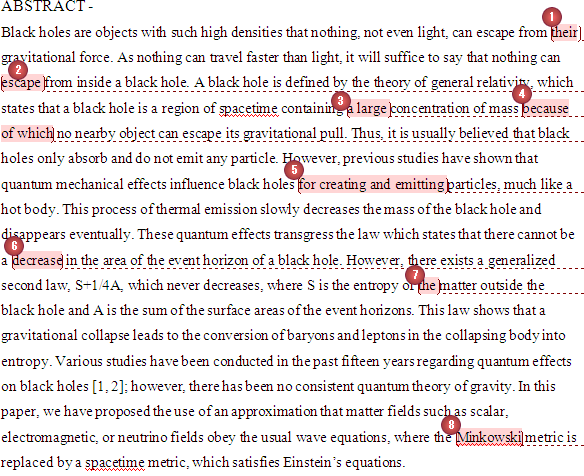 ABSTRACT -
Black holes are objects with such high densities that nothing, not even light, can escape from their
gravitational force. As nothing can travel faster than light, it will suffice to say that nothing can
escape from inside a black hole. A black hole is defined by the theory of general relativity, which
states that a black hole is a region of spacetime containing a large concentration of mass because
of which no nearby object can escape its gravitational pull. Thus, it is usually believed that black
holes only absorb and do not emit any particle. However, previous studies have shown that
quantum mechanical effects influence black holes for creating and emitting particles, much like a
hot body. This process of thermal emission slowly decreases the mass of the black hole and
disappears eventually. These quantum effects transgress the law which states that there cannot be
a decrease in the area of the event horizon of a black hole. However, there exists a generalized
second law, S+1/4A, which never decreases, where S is the entropy of the matter outside the
black hole and A is the sum of the surface areas of the event horizons. This law shows that a
gravitational collapse leads to the conversion of baryons and leptons in the collapsing body into
entropy. Various studies have been conducted in the past fifteen years regarding quantum effects
on black holes [1, 2]; however, there has been no consistent quantum theory of gravity. In this
paper, we have proposed the use of an approximation that matter fields such as scalar,
electromagnetic, or neutrino fields obey the usual wave equations, where the Minkowski metric is
replaced by a spacetime metric, which satisfies Einstein's equations.
1
2
3
4
5
6
7
8